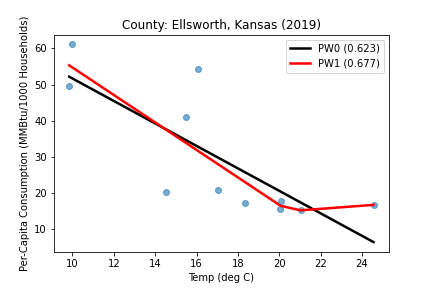 County: Ellsworth, Kansas (2019)
Per-Capita Consumption (MMBtu/1000 Households)
60
50
40
30
20
10
PW0 (0.623)
PW1 (0.677)
10 12 14 16 18 20 22 24
Temp (deg C)